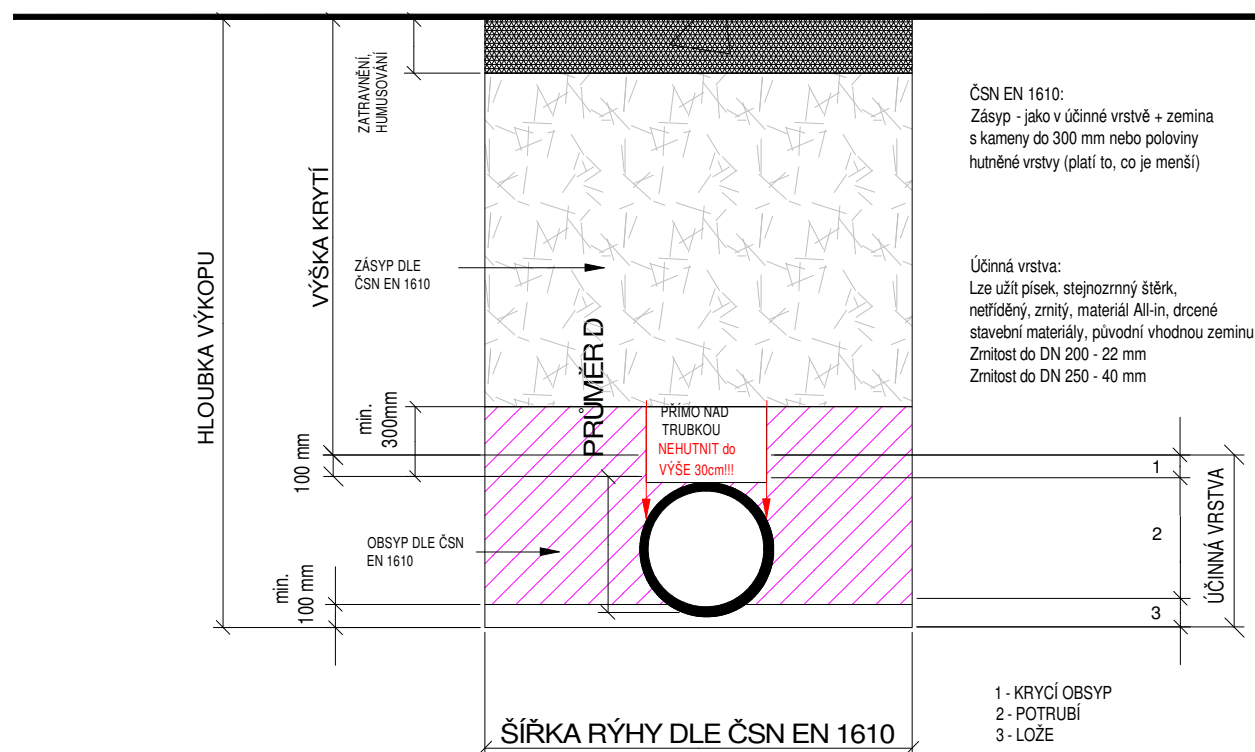 ZATRAVNĚNÍ,
HUMUSOVÁNÍ
VÝŠKA KRYTÍ
HLOUBKA VÝKOPU
ZÁSYP DLE
ČSN EN 1610
PRŮMĚR D
min.
300mm
100 mm
PŘÍMO NAD
TRUBKOU
NEHUTNIT do
VÝŠE 30cm!!!
OBSYP DLE ČSN
EN 1610
min.
100 mm
ŠÍŘKA RÝHY DLE ČSN EN 1610
ČSN EN 1610:
Zásyp - jako v účinné vrstvě + zemina
s kameny do 300 mm nebo poloviny
hutněné vrstvy (platí to, co je menší)
Účinná vrstva:
Lze užít písek, stejnozrnný štěrk,
netříděný, zrnitý, materiál All-in, drcené
stavební materiály, původní vhodnou zeminu
Zrnitost do DN 200 - 22 mm
Zrnitost do DN 250 - 40 mm
1
2
3
ÚČINNÁ VRSTVA
1 - KRYCÍ OBSYP
2 - POTRUBÍ
3 - LOŽE